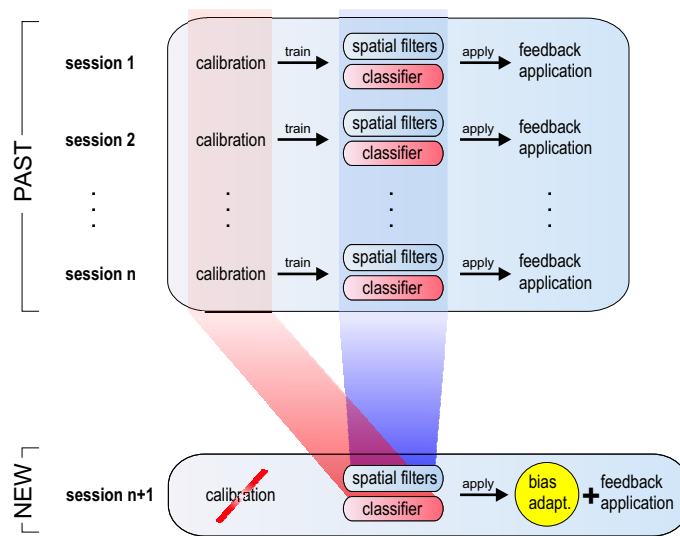 PAST
session 1
calibration
train
spatial filters
classifier
apply
feedback
application
session 2
calibration
train
spatial filters
classifier
apply
feedback
application
session n
calibration
train
spatial filters
classifier
apply
feedback
application
NEW
session n+1
calibration
spatial filters
classifier
apply
bias
adapt.
+
feedback
application